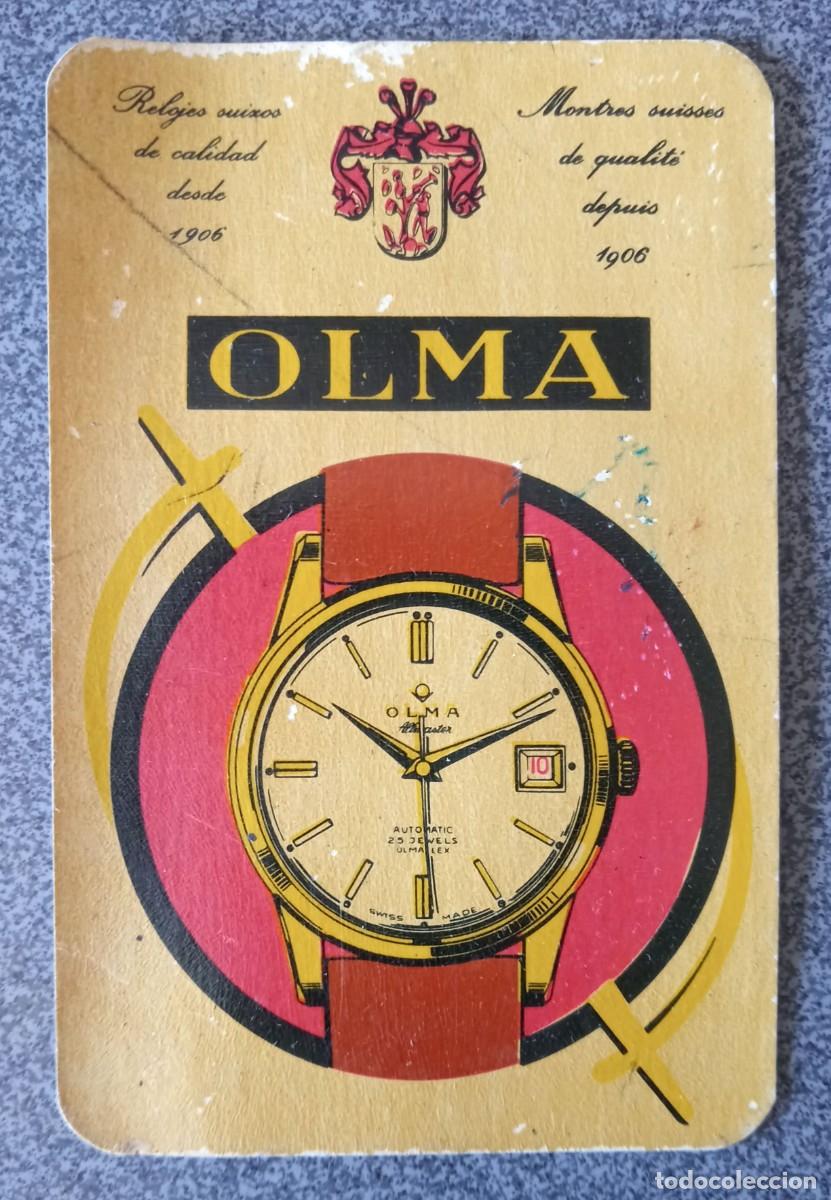 Relojes suizos
de calidad
desde
1906
Montres suisses
de qualité
depuis
1906
OLMA
OLMA
10
AUTOMATIC
25 JEWELS
SWISS MADE
todocoleccion